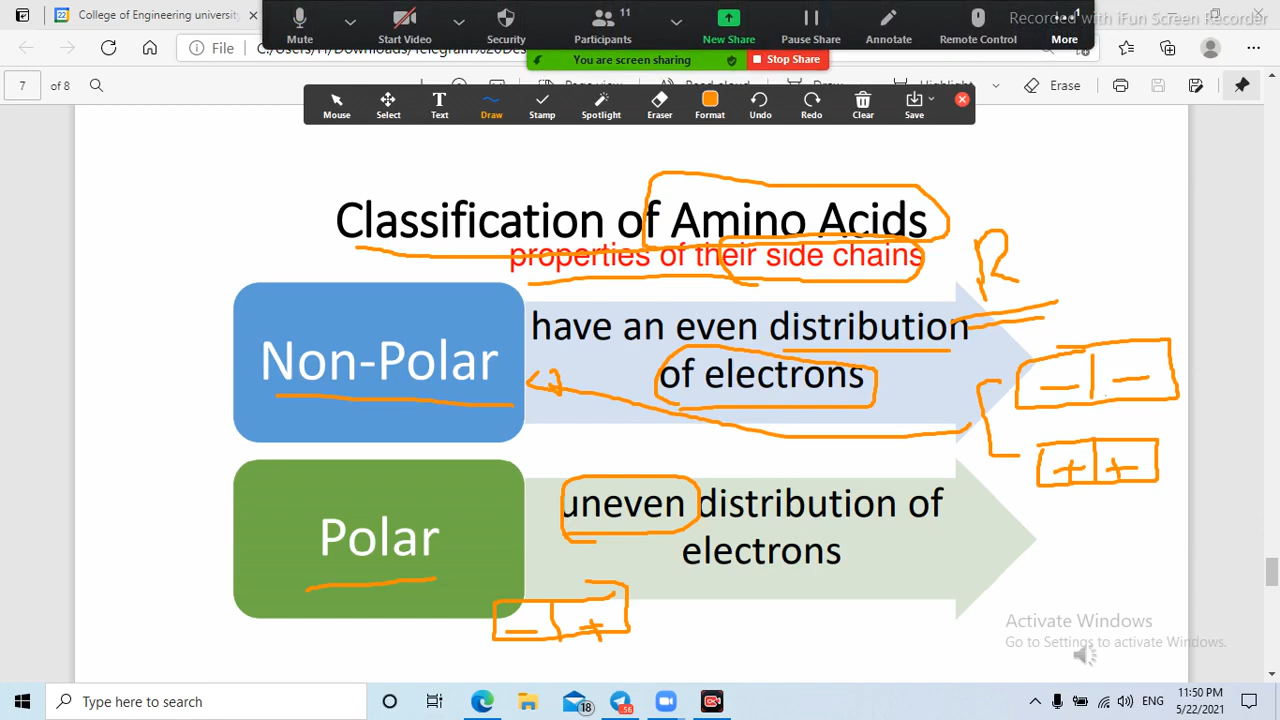 22 College of Engineering university
Recorded with iFun Screen Recorder
11
Mute
Start Video
Security
Participants
New Share
Pause Share
Annotate
Remote Control
More
You are screen sharing
Stop Share
File
7 of 8
Erase
Mouse
Select
Text
Draw
Stamp
Spotlight
Eraser
Format
Undo
Redo
Clear
Save
Classification of Amino Acids
properties of their side chains
R
Non-Polar
have an even distribution
of electrons
- -
+ +
Polar
uneven distribution of
electrons
- +
Activate Windows
Go to Settings to activate Windows.
Type here to search
18
56
11:50 PM
5/22/2021